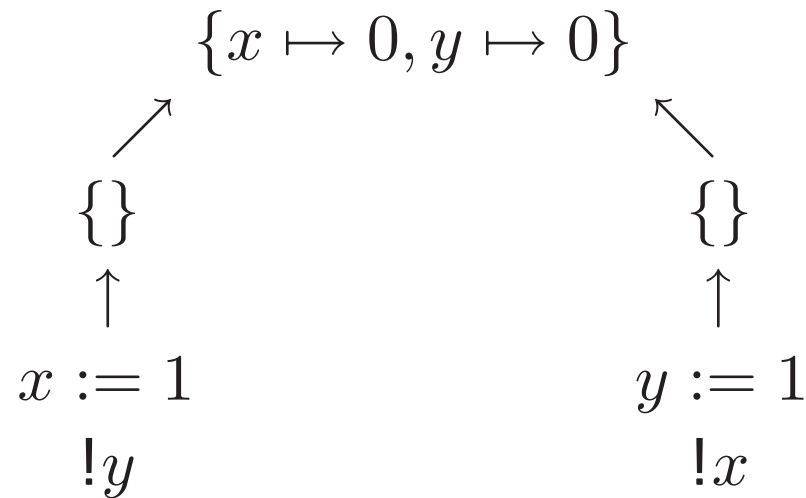 {x ↦ 0, y ↦ 0}
{} {}
x := 1 y := 1
!y !x